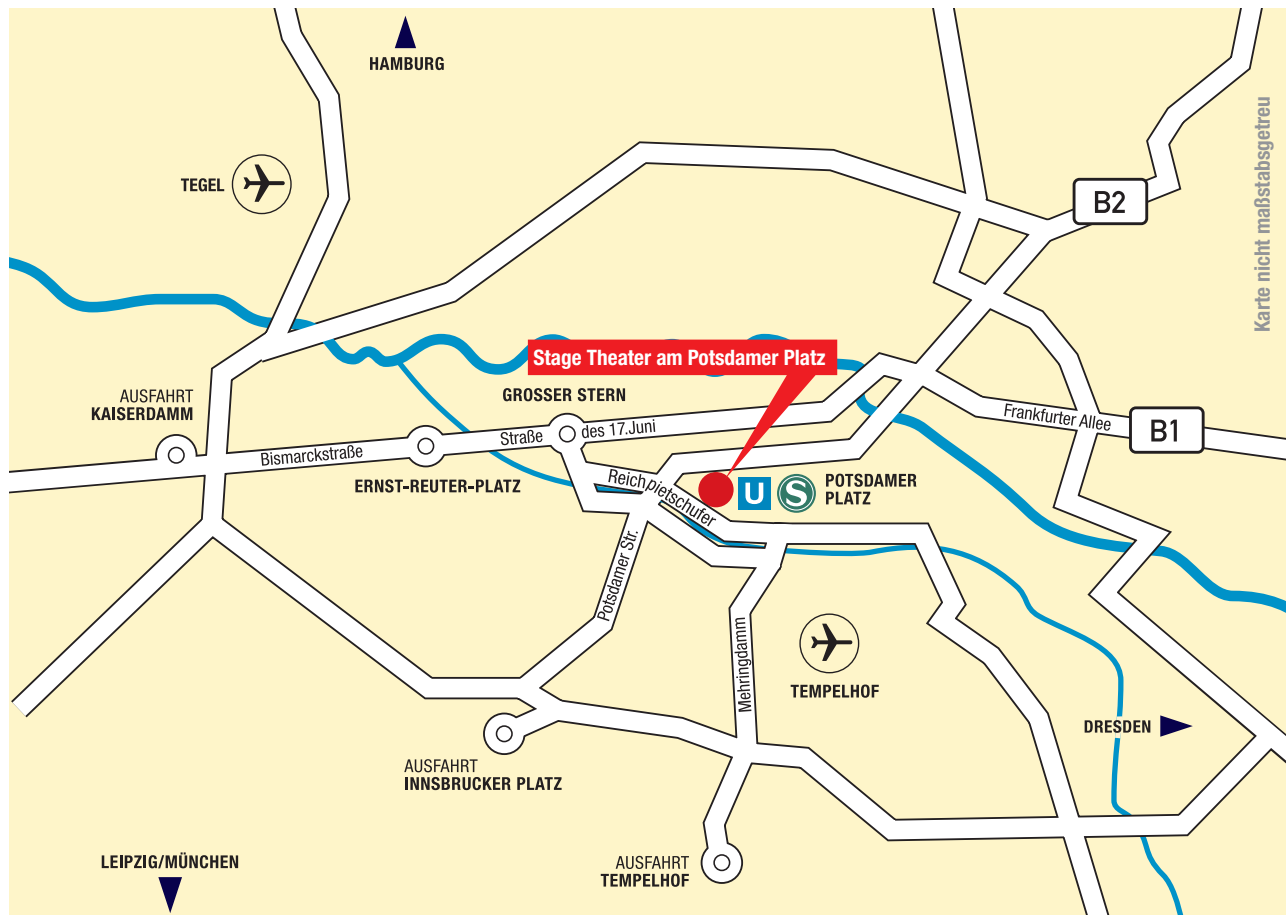 HAMBURG
Karte nicht maßstabsgetreu
TEGEL
B2
Stage Theater am Potsdamer Platz
AUSFAHRT
KAISERDAMM
GROSSER STERN
Frankfurter Allee
B1
Bismarckstraße
Straße des 17.Juni
ERNST-REUTER-PLATZ
Reichpietschufer
U
S
POTSDAMER
PLATZ
Potsdamer Str.
Mehringdamm
TEMPELHOF
DRESDEN
AUSFAHRT
INNSBRUCKER PLATZ
LEIPZIG/MÜNCHEN
AUSFAHRT
TEMPELHOF